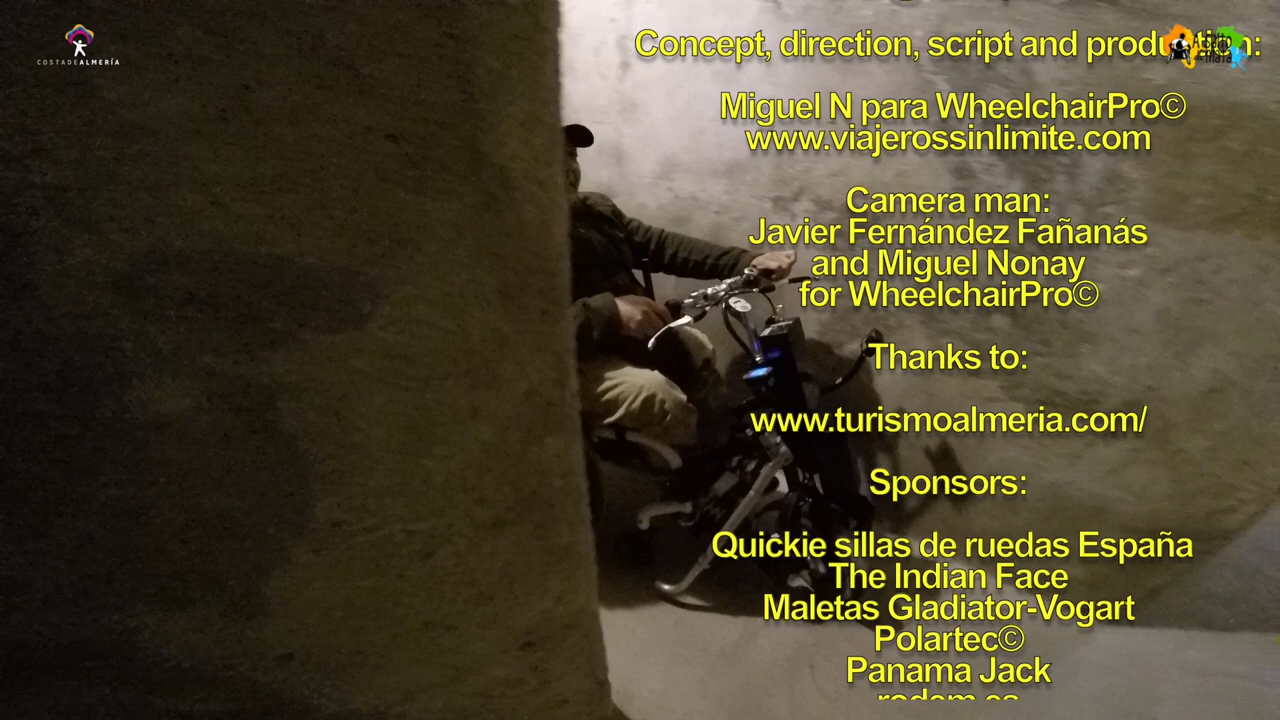 COSTADEALMERÍA
Concept, direction, script and production:
Miguel N para WheelchairPro©
www.viajerossinlimite.com
Camera man:
Javier Fernández Fañanás
and Miguel Nonay
for WheelchairPro©
Thanks to:
www.turismoalmeria.com/
Sponsors:
Quickie sillas de ruedas España
The Indian Face
Maletas Gladiator-Vogart
Polartec©
Panama Jack